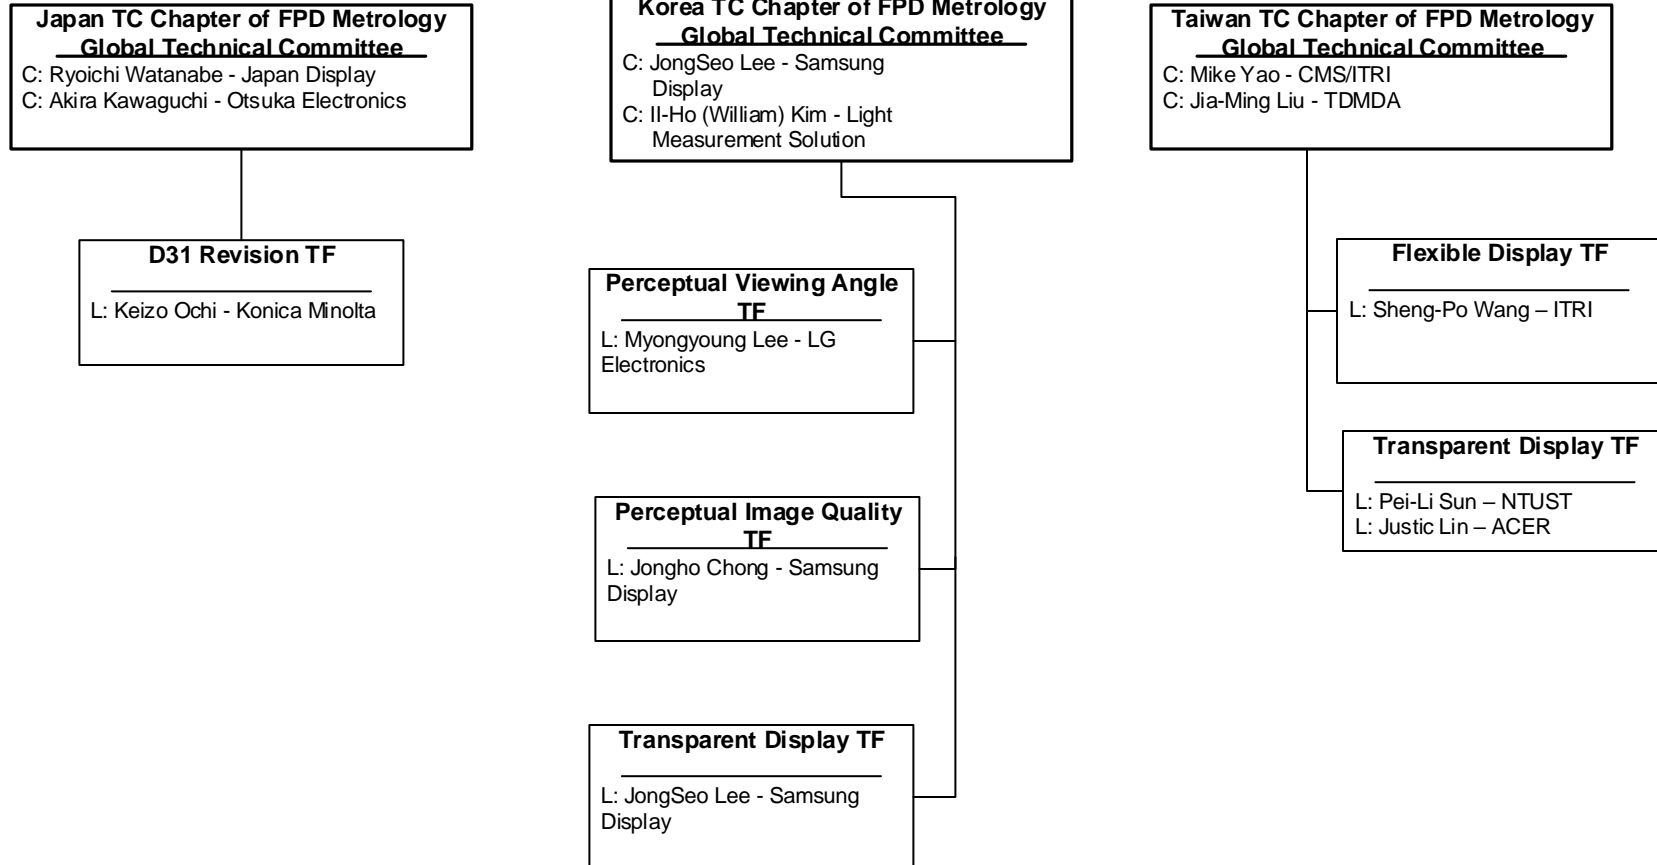 Japan TC Chapter of FPD Metrology
Global Technical Committee
C: Ryoichi Watanabe - Japan Display
C: Akira Kawaguchi - Otsuka Electronics
D31 Revision TF
L: Keizo Ochi - Konica Minolta
Korea TC Chapter of FPD Metrology
Global Technical Committee
C: JongSeo Lee - Samsung
Display
C: Il-Ho (William) Kim - Light
Measurement Solution
Perceptual Viewing Angle
TF
L: Myongyoung Lee - LG
Electronics
Perceptual Image Quality
TF
L: Jongho Chong - Samsung
Display
Transparent Display TF
L: JongSeo Lee - Samsung
Display
Taiwan TC Chapter of FPD Metrology
Global Technical Committee
C: Mike Yao - CMS/ITRI
C: Jia-Ming Liu - TDMDA
Flexible Display TF
L: Sheng-Po Wang – ITRI
Transparent Display TF
L: Pei-Li Sun – NTUST
L: Justic Lin – ACER